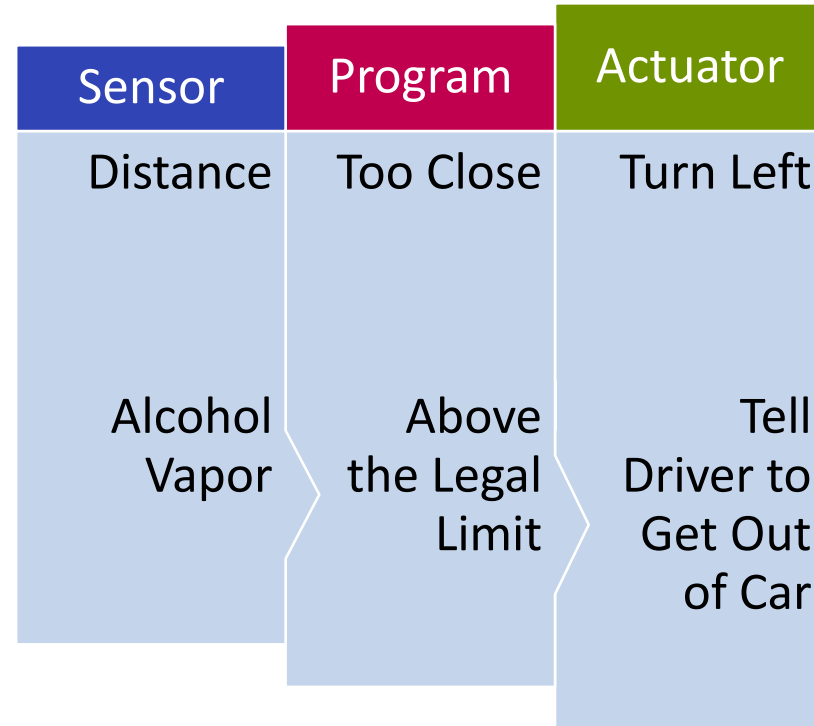 Sensor
Program
Actuator
Distance
Too Close
Turn Left
Alcohol
Vapor
Above
the Legal
Limit
Tell
Driver to
Get Out
of Car